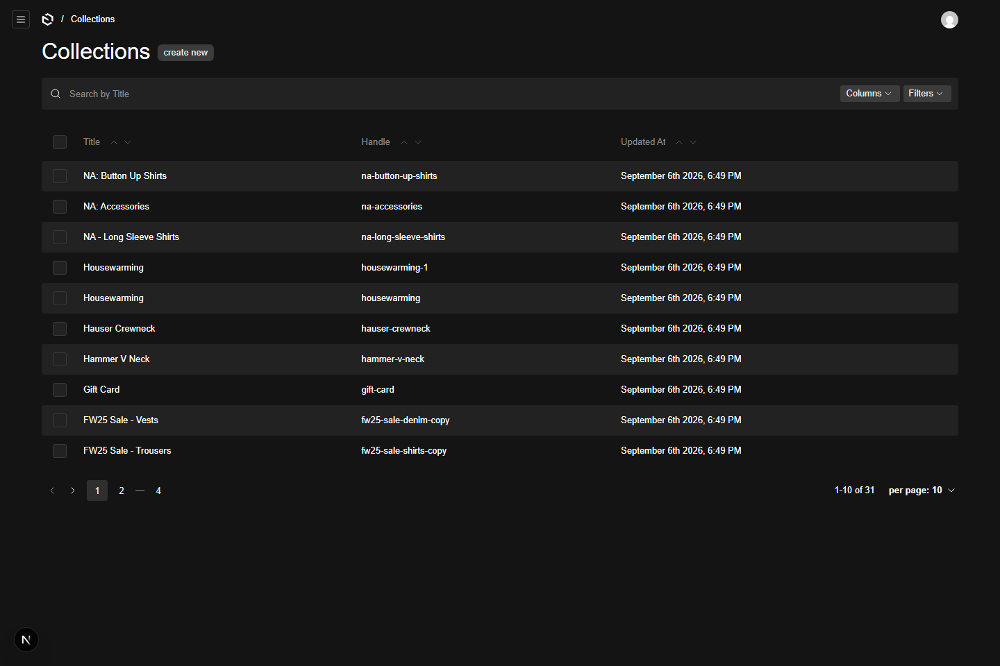 / Collections
Collections create new
Search by Title Columns Filters
Title Handle Updated At
NA: Button Up Shirts na-button-up-shirts September 6th 2026, 6:49 PM
NA: Accessories na-accessories September 6th 2026, 6:49 PM
NA - Long Sleeve Shirts na-long-sleeve-shirts September 6th 2026, 6:49 PM
Housewarming housewarming-1 September 6th 2026, 6:49 PM
Housewarming housewarming September 6th 2026, 6:49 PM
Hauser Crewneck hauser-crewneck September 6th 2026, 6:49 PM
Hammer V Neck hammer-v-neck September 6th 2026, 6:49 PM
Gift Card gift-card September 6th 2026, 6:49 PM
FW25 Sale - Vests fw25-sale-denim-copy September 6th 2026, 6:49 PM
FW25 Sale - Trousers fw25-sale-shirts-copy September 6th 2026, 6:49 PM
1 2 — 4 1-10 of 31 per page: 10
N